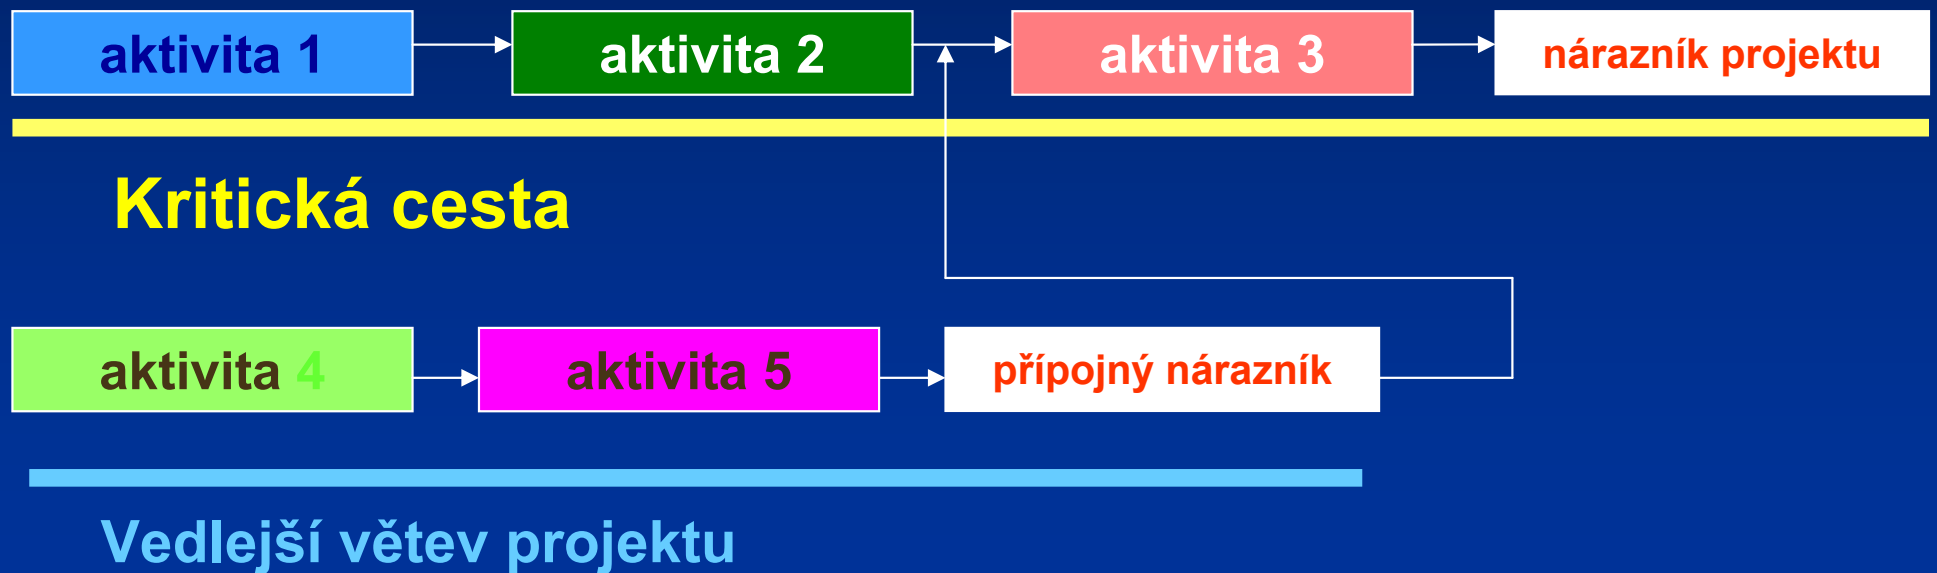 aktivita 1
aktivita 2
aktivita 3
nárazník projektu
Kritická cesta
aktivita 4
aktivita 5
přípojný nárazník
Vedlejší větev projektu